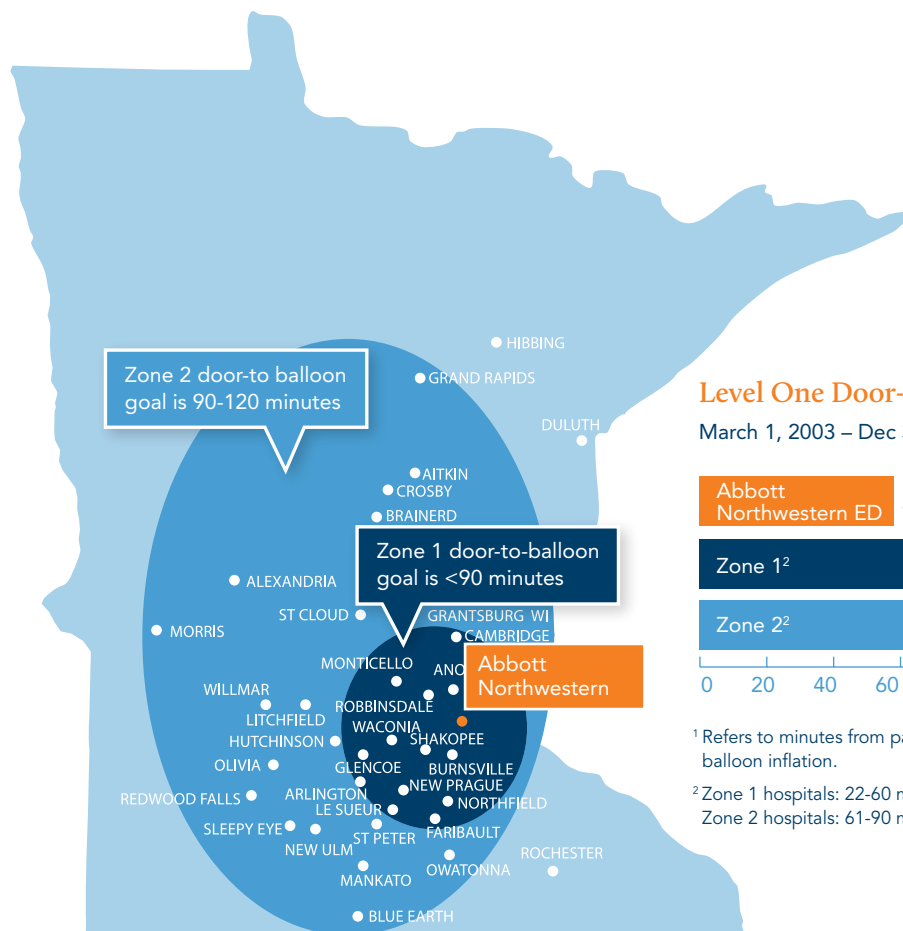 HIBBING
GRAND RAPIDS
Zone 2 door-to balloon
goal is 90-120 minutes
DULUTH
AITKIN
CROSBY
BRAINERD
Zone 1 door-to-balloon
goal is <90 minutes
ALEXANDRIA
ST CLOUD
GRANTSBURG WI
MORRIS
CAMBRIDGE
MONTICELLO
Abbott
Northwestern
WILLMAR
ROBBINSDALE
LITCHFIELD
WACONIA
HUTCHINSON
SHAKOPEE
OLIVIA
GLENCOE
BURNSVILLE
NEW PRAGUE
REDWOOD FALLS
ARLINGTON
NORTHFIELD
LE SUEUR
SLEEPY EYE
ST PETER
FARIBAULT
NEW ULM
ROCHESTER
OWATONNA
MANKATO
BLUE EARTH
Level One Door-
March 1, 2003 – Dec
Abbott
Northwestern ED
Zone 1²
Zone 2²
0 20 40 60
¹ Refers to minutes from
balloon inflation.
² Zone 1 hospitals: 22-60
Zone 2 hospitals: 61-90